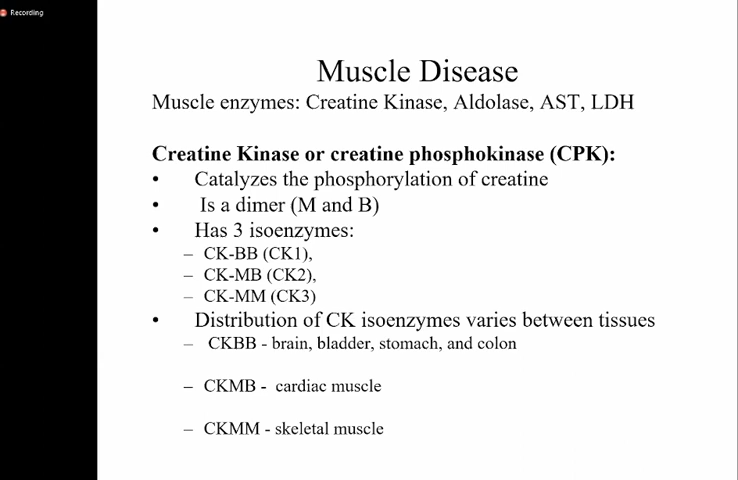 Recording
Muscle Disease
Muscle enzymes: Creatine Kinase, Aldolase, AST, LDH
Creatine Kinase or creatine phosphokinase (CPK):
• Catalyzes the phosphorylation of creatine
• Is a dimer (M and B)
• Has 3 isoenzymes:
– CK-BB (CK1),
– CK-MB (CK2),
– CK-MM (CK3)
• Distribution of CK isoenzymes varies between tissues
– CKBB - brain, bladder, stomach, and colon
– CKMB - cardiac muscle
– CKMM - skeletal muscle